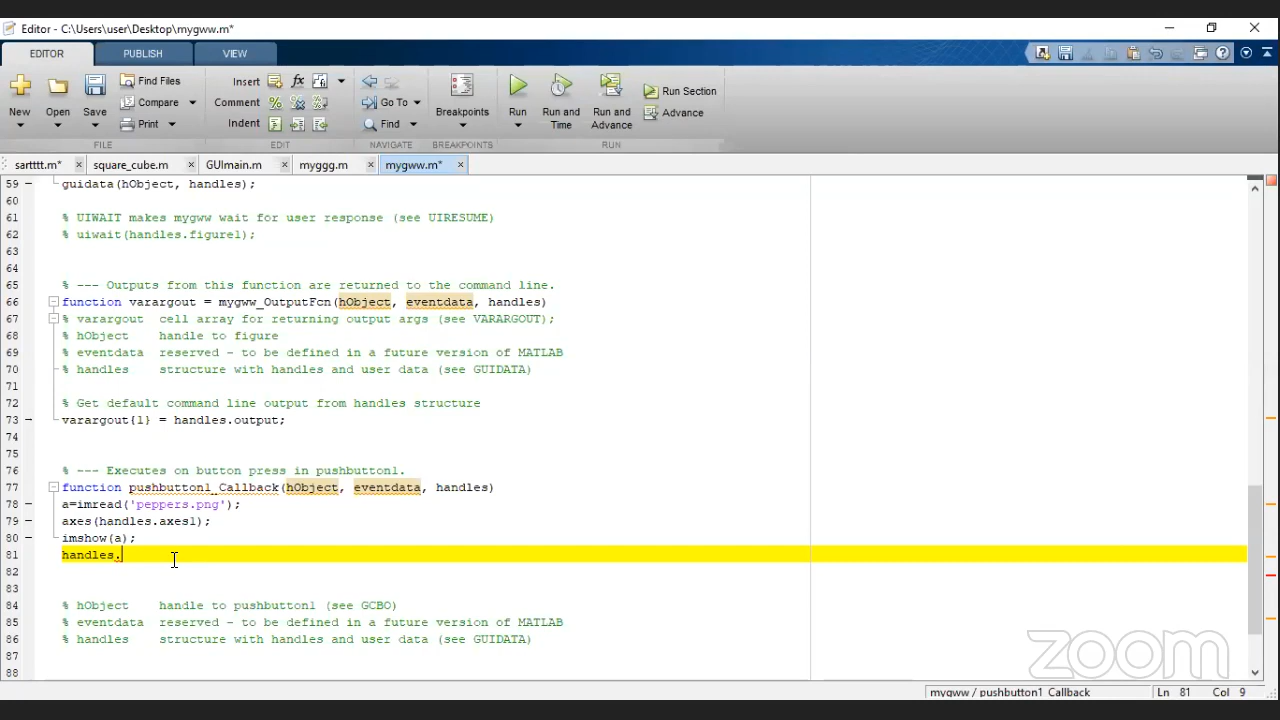 Editor - C:\Users\user\Desktop\mygww.m*
EDITOR PUBLISH VIEW
New Open Save Find Files Compare Print FILE
Insert Comment Indent EDIT
Go To Find NAVIGATE
Breakpoints BREAKPOINTS
Run Run and Time Run and Advance Run Section Advance RUN
sartttt.m* square_cube.m GUImain.m myggg.m mygww.m*
59 guidata(hObject, handles);
60
61 % UIWAIT makes mygww wait for user response (see UIRESUME)
62 % uiwait(handles.figure1);
63
64
65 % --- Outputs from this function are returned to the command line.
66 function varargout = mygww_OutputFcn(hObject, eventdata, handles)
67 % varargout  cell array for returning output args (see VARARGOUT);
68 % hObject    handle to figure
69 % eventdata  reserved - to be defined in a future version of MATLAB
70 % handles    structure with handles and user data (see GUIDATA)
71
72 % Get default command line output from handles structure
73 varargout{1} = handles.output;
74
75
76 % --- Executes on button press in pushbutton1.
77 function pushbutton1_Callback(hObject, eventdata, handles)
78 a=imread('peppers.png');
79 axes(handles.axes1);
80 imshow(a);
81 handles.
82
83
84 % hObject    handle to pushbutton1 (see GCBO)
85 % eventdata  reserved - to be defined in a future version of MATLAB
86 % handles    structure with handles and user data (see GUIDATA)
87
88
zoom
mygww / pushbutton1_Callback Ln 81 Col 9